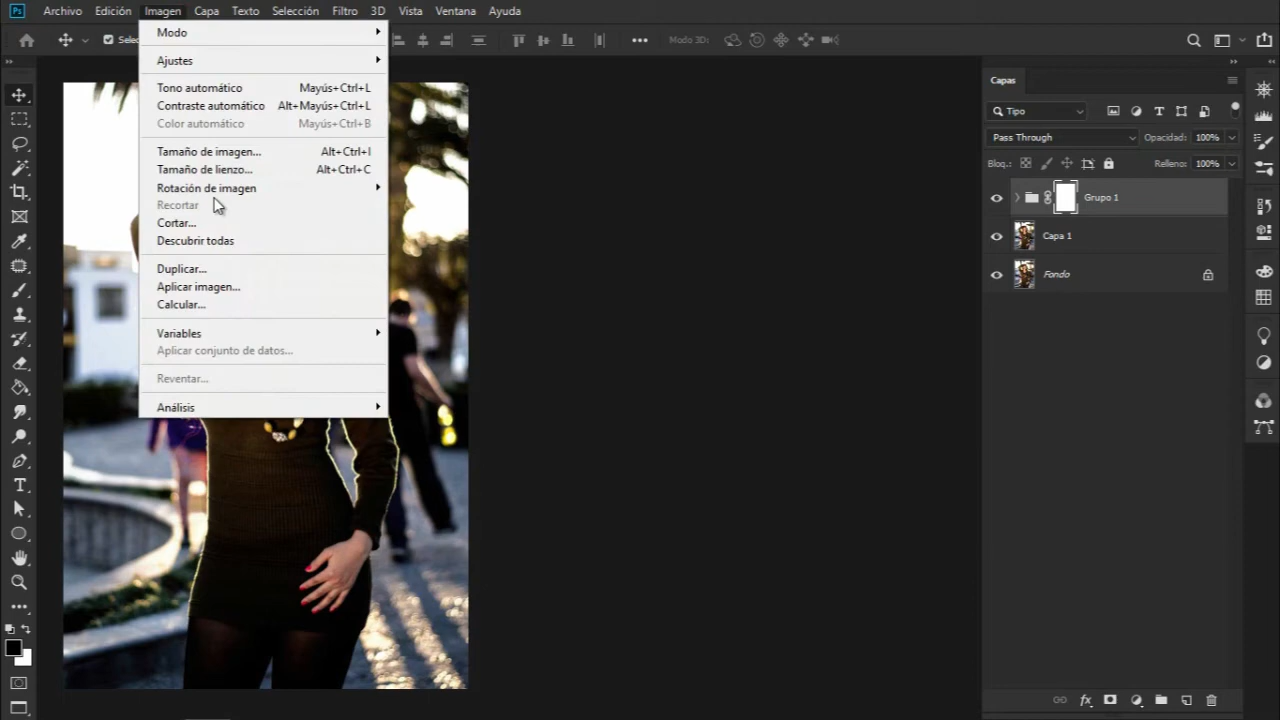 Ps Archivo Edición Imagen Capa Texto Selección Filtro 3D Vista Ventana Ayuda
Modo 3D:
Modo
Ajustes
Tono automático Mayús+Ctrl+L
Contraste automático Alt+Mayús+Ctrl+L
Color automático Mayús+Ctrl+B
Tamaño de imagen... Alt+Ctrl+I
Tamaño de lienzo... Alt+Ctrl+C
Rotación de imagen
Recortar
Cortar...
Descubrir todas
Duplicar...
Aplicar imagen...
Calcular...
Variables
Aplicar conjunto de datos...
Reventar...
Análisis
Capas
Tipo
Pass Through Opacidad: 100%
Bloq.: Relleno: 100%
Grupo 1
Capa 1
Fondo
fx